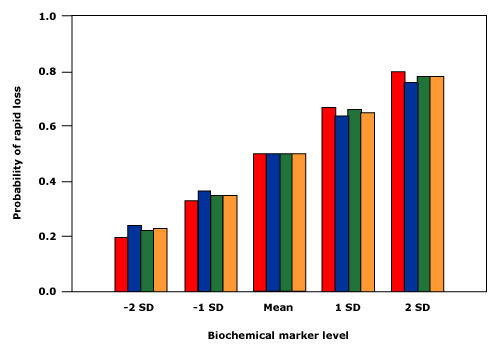 1.0
0.8
0.6
0.4
0.2
0.0
Probability of rapid loss
-2 SD -1 SD Mean 1 SD 2 SD
Biochemical marker level